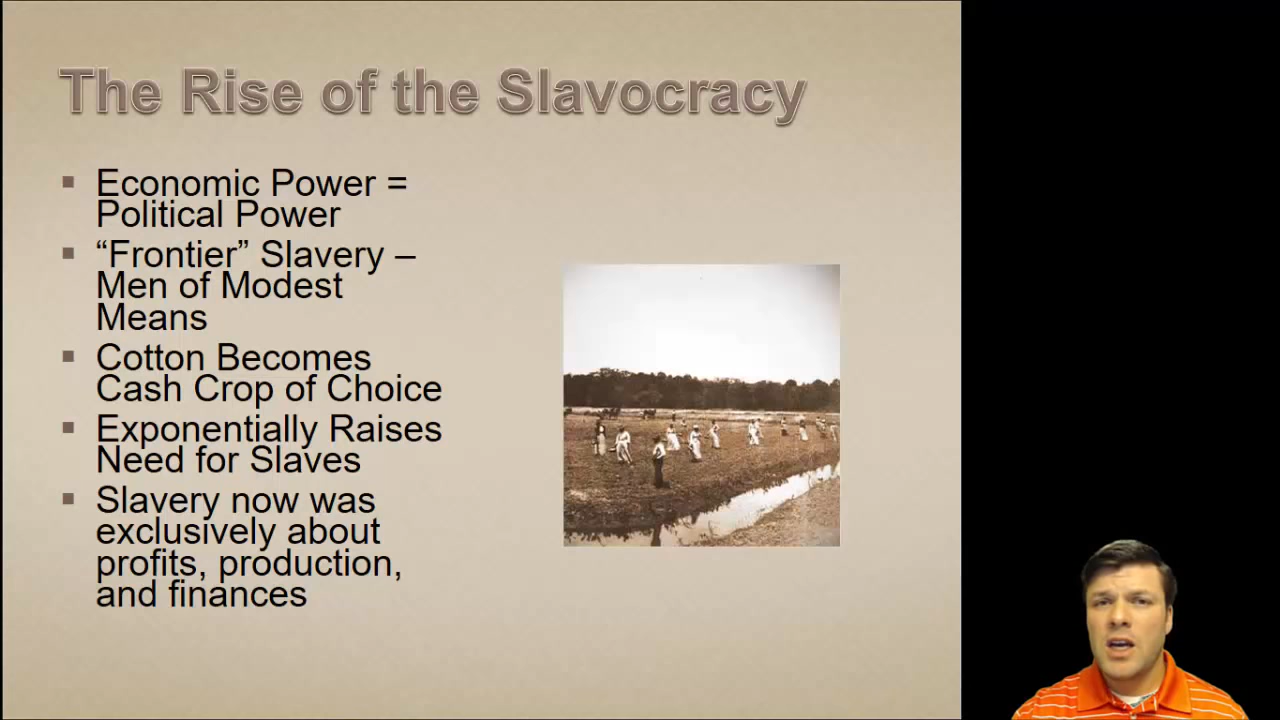 The Rise of the Slavocracy
Economic Power =
Political Power
“Frontier” Slavery –
Men of Modest
Means
Cotton Becomes
Cash Crop of Choice
Exponentially Raises
Need for Slaves
Slavery now was
exclusively about
profits, production,
and finances